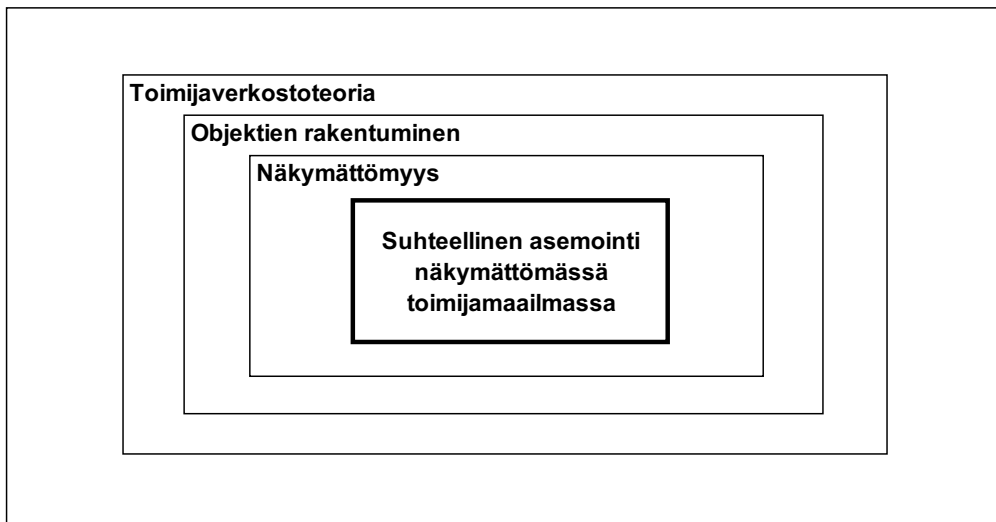 Toimijaverkostoteoria
Objektien rakentuminen
Näkymättömyys
Suhteellinen asemointi
näkymättömässä
toimijamaailmassa